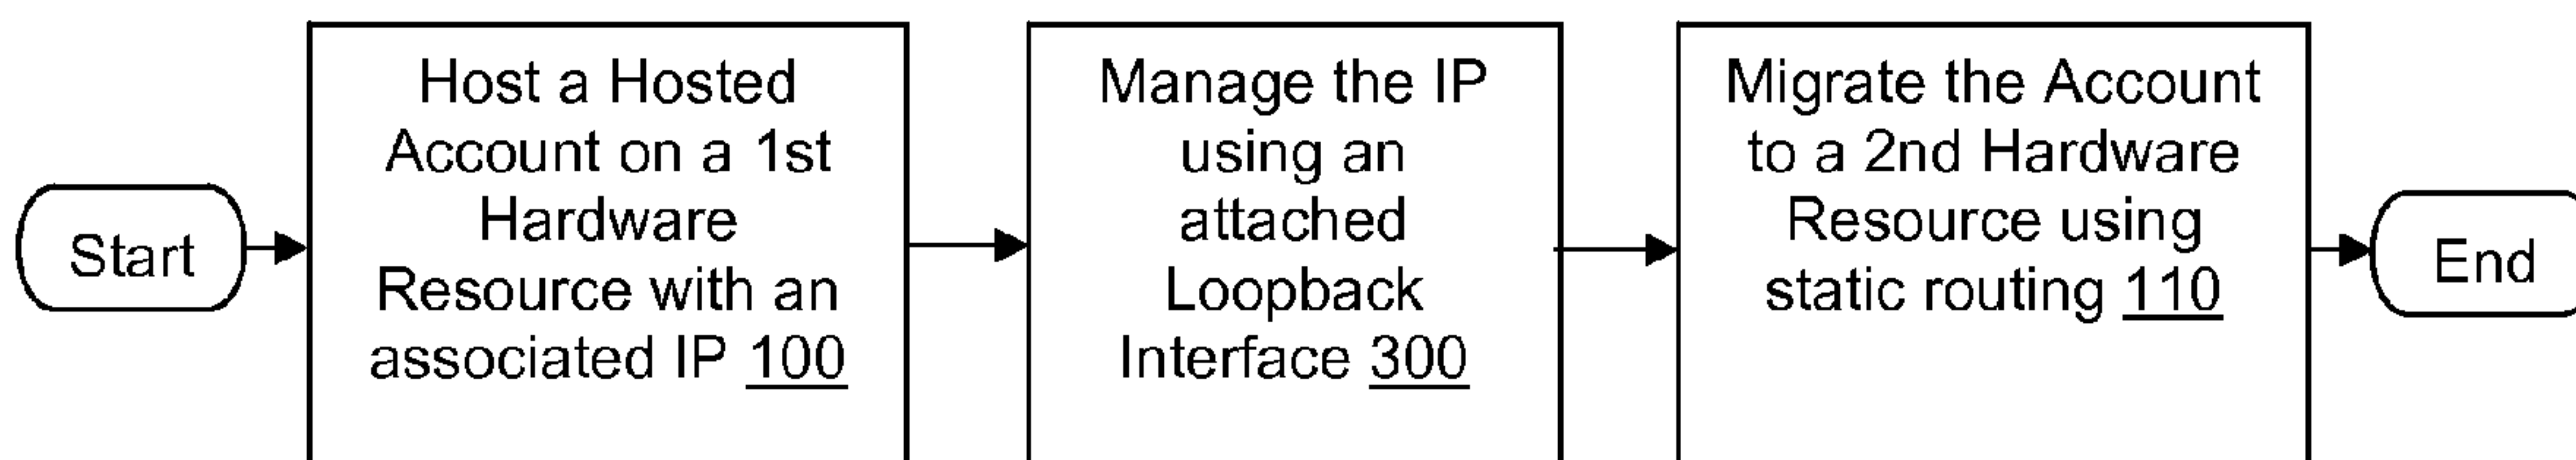 Start
Host a Hosted
Account on a 1st
Hardware
Resource with an
associated IP 100
Manage the IP
using an
attached
Loopback
Interface 300
Migrate the Account
to a 2nd Hardware
Resource using
static routing 110
End